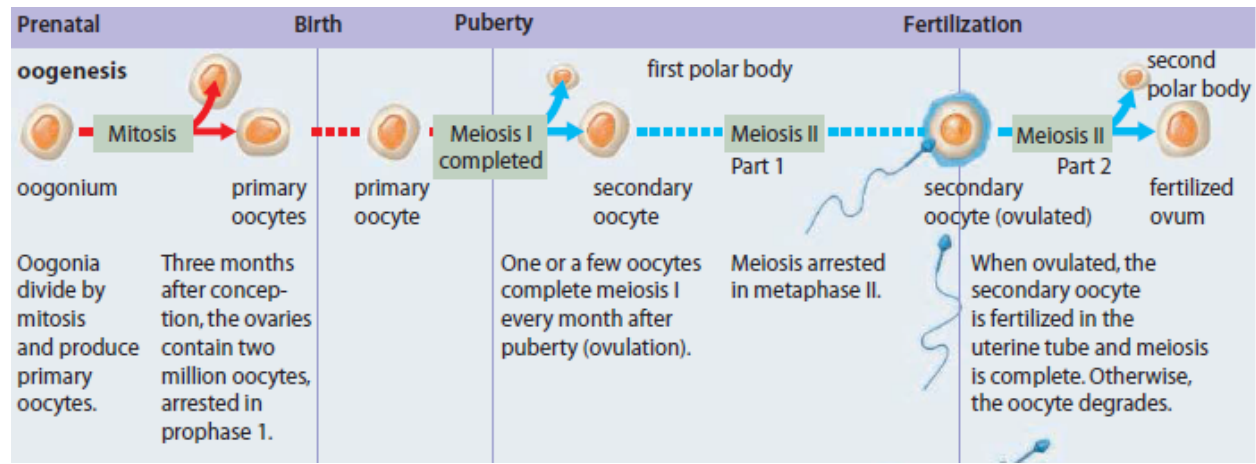 Prenatal
Birth
Puberty
Fertilization
oogenesis
first polar body
second
polar body
Mitosis
Meiosis I
completed
Meiosis II
Part 1
Meiosis II
Part 2
oogonium
primary
oocytes
primary
oocyte
secondary
oocyte
secondary
oocyte (ovulated)
fertilized
ovum
Oogonia
divide by
mitosis
and produce
primary
oocytes.
Three months
after concep-
tion, the ovaries
contain two
million oocytes,
arrested in
prophase 1.
One or a few oocytes
complete meiosis I
every month after
puberty (ovulation).
Meiosis arrested
in metaphase II.
When ovulated, the
secondary oocyte
is fertilized in the
uterine tube and meiosis
is complete. Otherwise,
the oocyte degrades.